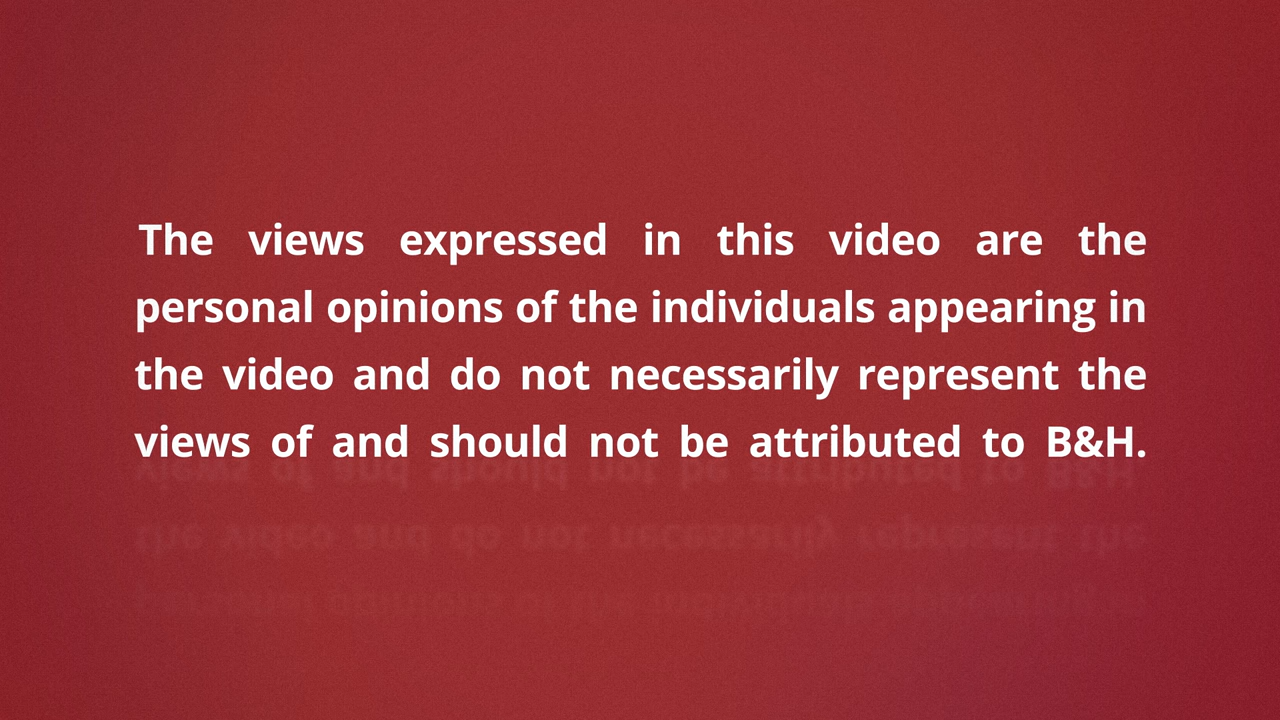 The views expressed in this video are the
personal opinions of the individuals appearing in
the video and do not necessarily represent the
views of and should not be attributed to B&H.